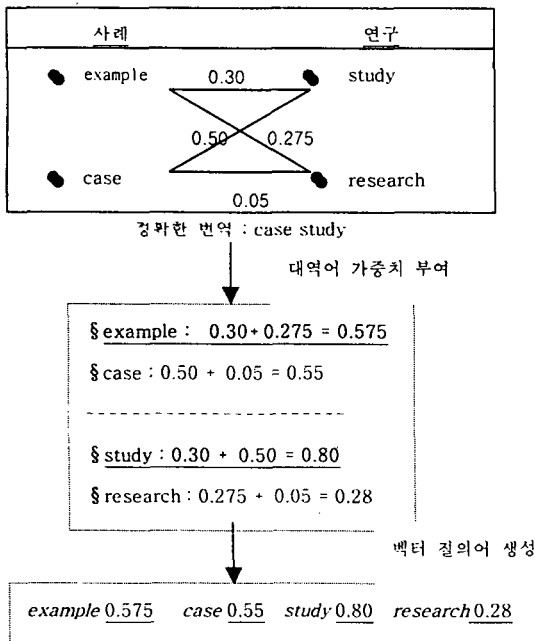 사례 연구
example 0.30 study
0.50 0.275
case research
0.05
정확한 번역 : case study
대역어 가중치 부여
§ example : 0.30+ 0.275 = 0.575
§ case : 0.50 + 0.05 = 0.55
§ study : 0.30 + 0.50 = 0.80
§ research : 0.275 + 0.05 = 0.28
벡터 질의어 생성
example 0.575 case 0.55 study 0.80 research 0.28